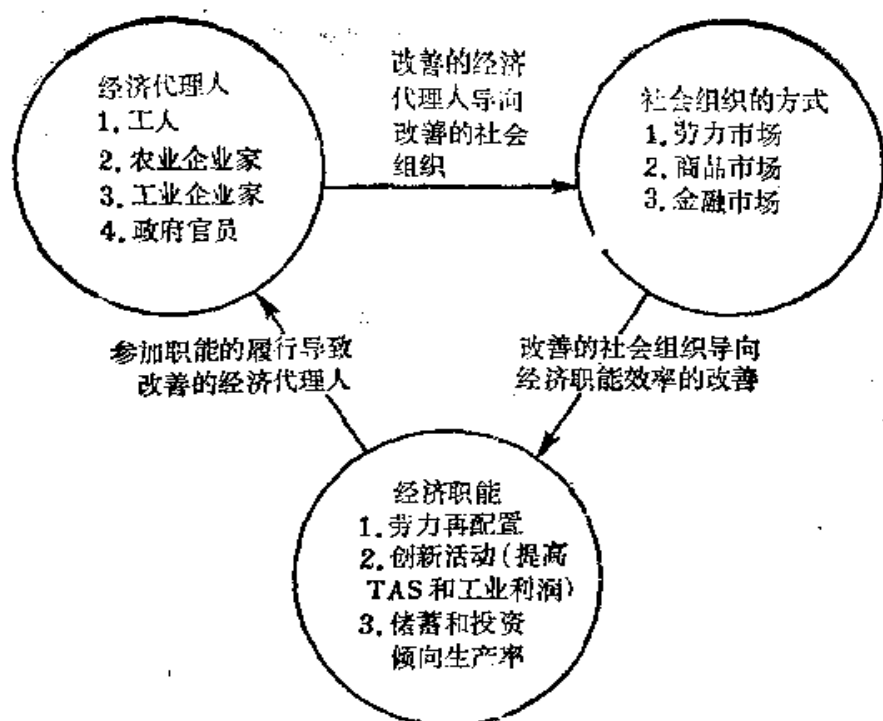 经济代理人
1.工人
2.农业企业家
3.工业企业家
4.政府官员
改善的经济
代理人导向
改善的社会
组织
社会组织的方式
1.劳力市场
2.商品市场
3.金融市场
参加职能的履行导致
改善的经济代理人
改善的社会组织导向
经济职能效率的改善
经济职能
1.劳力再配置
2.创新活动(提高
TAS和工业利润)
3.储蓄和投资
倾向生产率